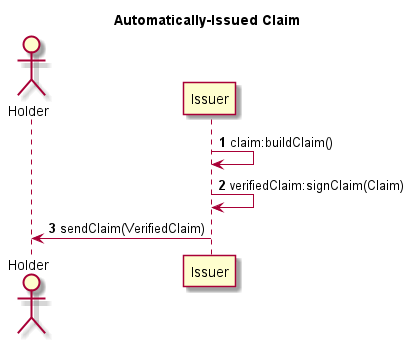 Automatically-Issued Claim
Holder
Issuer
1 claim:buildClaim()
2 verifiedClaim:signClaim(Claim)
3 sendClaim(VerifiedClaim)
Holder
Issuer